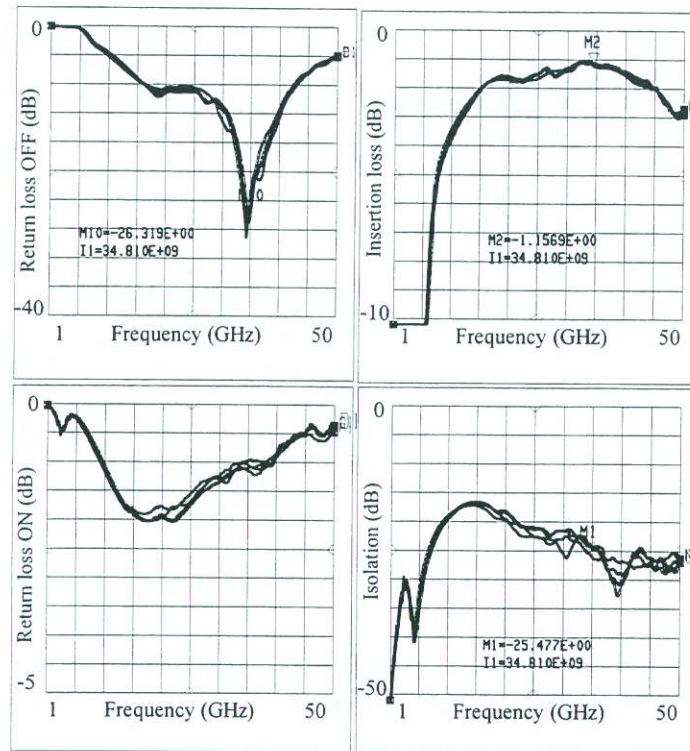 0
Return loss OFF (dB)
M10=-26.319E+00
I1=34.810E+09
-40
1 Frequency (GHz) 50
0
M2
Insertion loss (dB)
M2=-1.1569E+00
I1=34.810E+09
-10
1 Frequency (GHz) 50
0
Return loss ON (dB)
-5
1 Frequency (GHz) 50
0
M1
Isolation (dB)
M1=-25.477E+00
I1=34.810E+09
-50
1 Frequency (GHz) 50